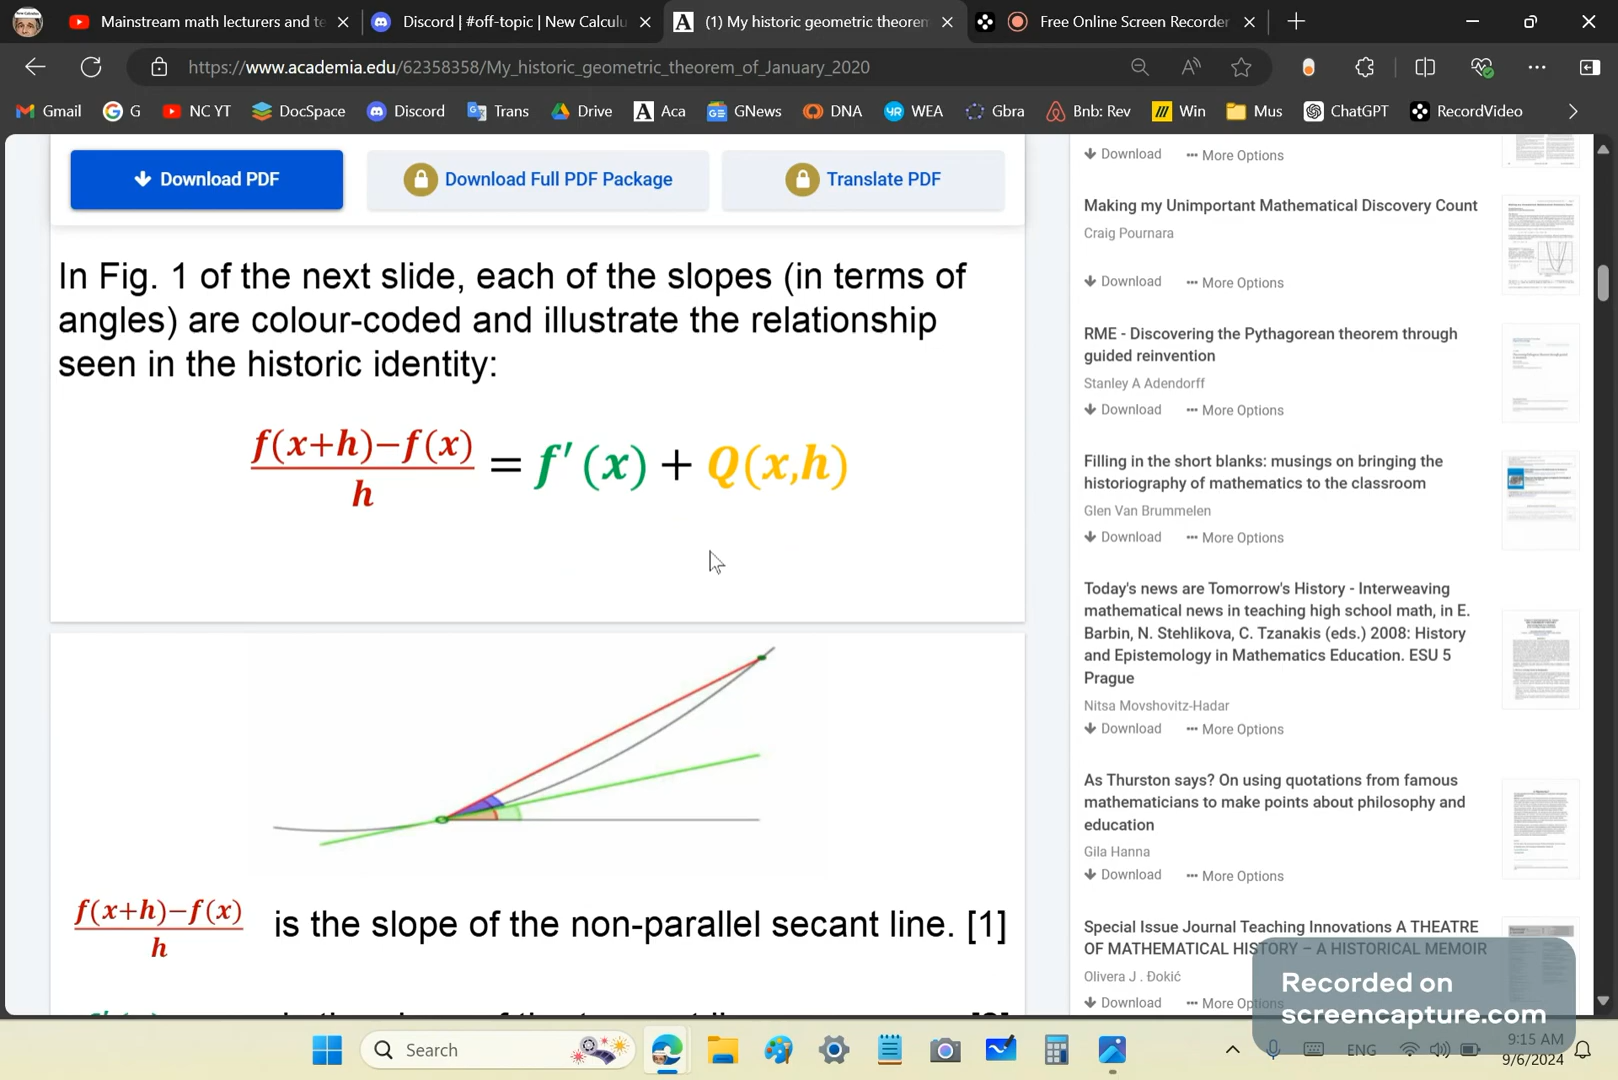 Mainstream math lecturers and te
Discord | #off-topic | New Calculu
A (1) My historic geometric theorem
Free Online Screen Recorder
https://www.academia.edu/62358358/My_historic_geometric_theorem_of_January_2020
Gmail G NC YT DocSpace Discord Trans Drive A Aca GNews DNA WEA Gbra Bnb: Rev Win Mus ChatGPT RecordVideo
Download PDF
Download Full PDF Package
Translate PDF
In Fig. 1 of the next slide, each of the slopes (in terms of
angles) are colour-coded and illustrate the relationship
seen in the historic identity:
f(x+h)−f(x)
h
= f′(x) + Q(x,h)
f(x+h)−f(x)
h
is the slope of the non-parallel secant line. [1]
Download ••• More Options
Making my Unimportant Mathematical Discovery Count
Craig Pournara
Download ••• More Options
RME - Discovering the Pythagorean theorem through
guided reinvention
Stanley A Adendorff
Download ••• More Options
Filling in the short blanks: musings on bringing the
historiography of mathematics to the classroom
Glen Van Brummelen
Download ••• More Options
Today's news are Tomorrow's History - Interweaving
mathematical news in teaching high school math, in E.
Barbin, N. Stehlikova, C. Tzanakis (eds.) 2008: History
and Epistemology in Mathematics Education. ESU 5
Prague
Nitsa Movshovitz-Hadar
Download ••• More Options
As Thurston says? On using quotations from famous
mathematicians to make points about philosophy and
education
Gila Hanna
Download ••• More Options
Special Issue Journal Teaching Innovations A THEATRE
OF MATHEMATICAL HISTORY – A HISTORICAL MEMOIR
Olivera J . Đokić
Download ••• More Options
Recorded on
screencapture.com
Search
ENG
9:15 AM
9/6/2024